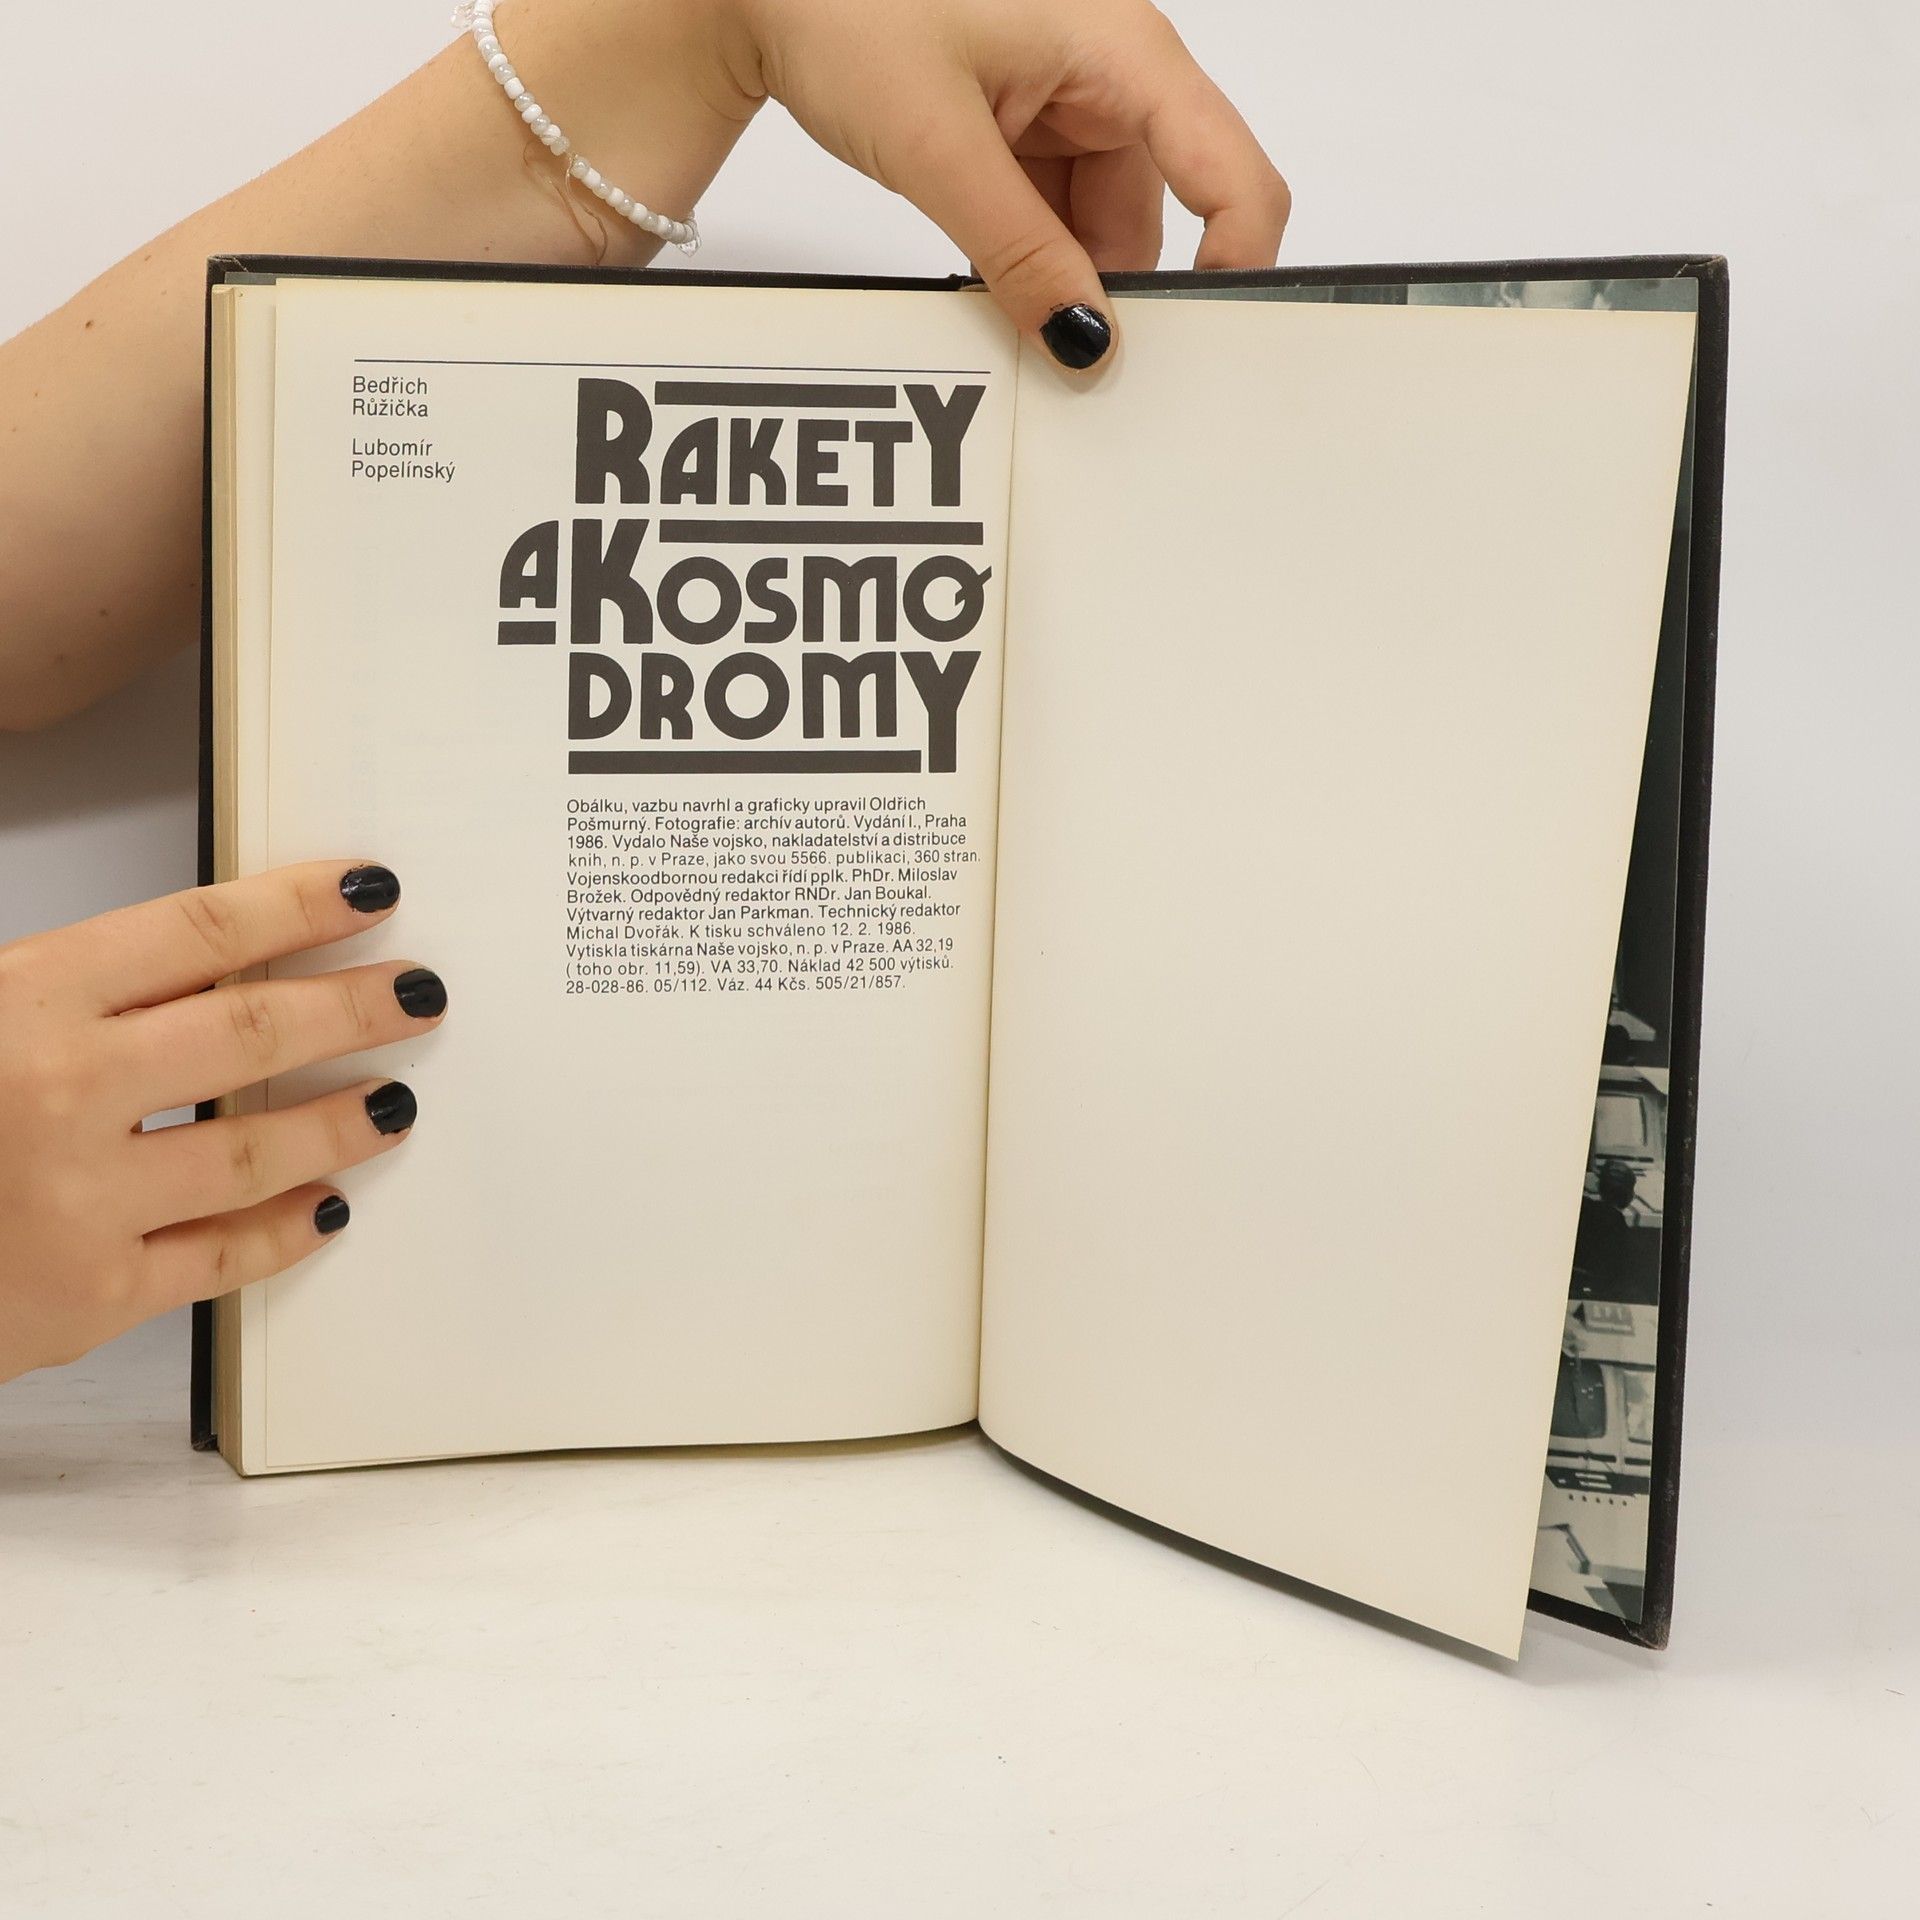 Bedřich
Růžička
Lubomír
Popelínský
RAKETY
A KOSMO
DROMY
Obálku, vazbu navrhl a graficky upravil Oldřich
Pošmurný. Fotografie: archív autorů. Vydání I., Praha
1986. Vydalo Naše vojsko, nakladatelství a distribuce
knih, n. p. v Praze, jako svou 5566. publikaci, 360 stran.
Vojenskoodbornou redakci řídí pplk. PhDr. Miloslav
Brožek. Odpovědný redaktor RNDr. Jan Boukal.
Výtvarný redaktor Jan Parkman. Technický redaktor
Michal Dvořák. K tisku schváleno 12. 2. 1986.
Vytiskla tiskárna Naše vojsko, n. p. v Praze. AA 32,19
( toho obr. 11,59). VA 33,70. Náklad 42 500 výtisků.
28-028-86. 05/112. Váz. 44 Kčs. 505/21/857.